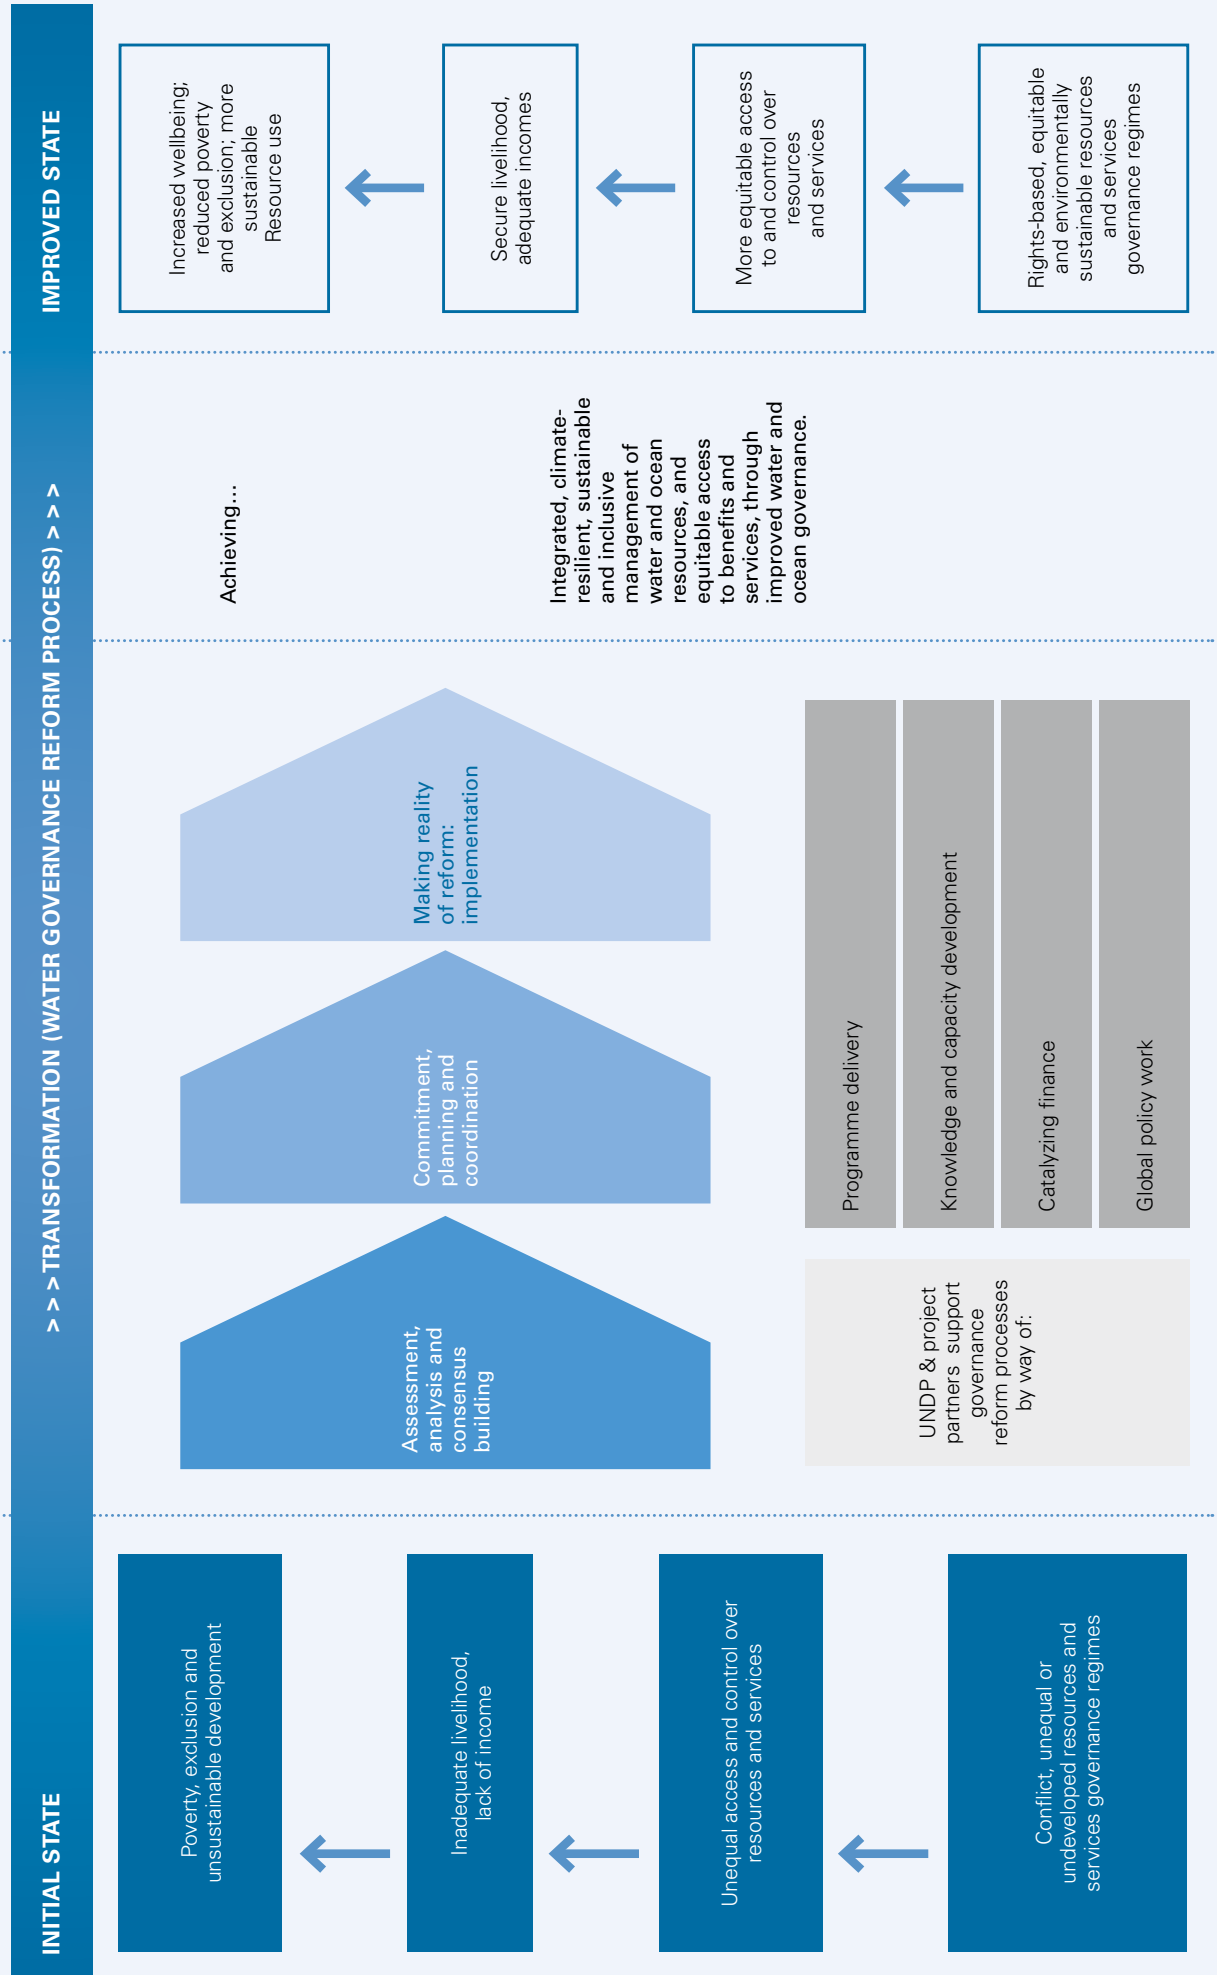 INITIAL STATE
> > > TRANSFORMATION (WATER GOVERNANCE REFORM PROCESS) > > >
IMPROVED STATE
Poverty, exclusion and
unsustainable development
Inadequate livelihood,
lack of income
Unequal access and control over
resources and services
Conflict, unequal or
undeveloped resources and
services governance regimes
Assessment,
analysis and
consensus
building
Commitment,
planning and
coordination
Making reality
of reform:
implementation
UNDP & project
partners support
governance
reform processes
by way of:
Programme delivery
Knowledge and capacity development
Catalyzing finance
Global policy work
Achieving...
Integrated, climate-
resilient, sustainable
and inclusive
management of
water and ocean
resources, and
equitable access
to benefits and
services, through
improved water and
ocean governance.
Increased wellbeing;
reduced poverty
and exclusion; more
sustainable
Resource use
Secure livelihood,
adequate incomes
More equitable access
to and control over
resources
and services
Rights-based, equitable
and environmentally
sustainable resources
and services
governance regimes